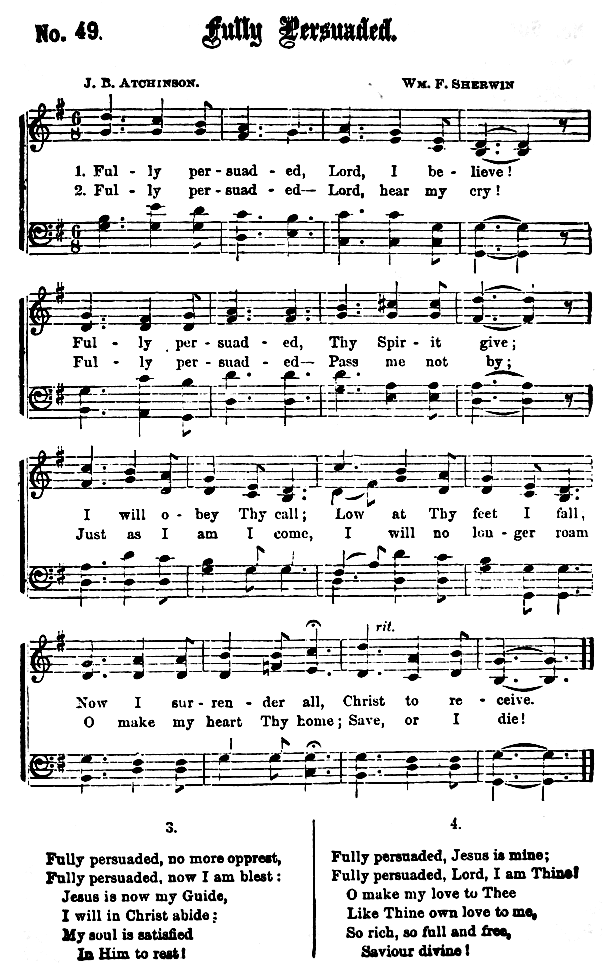 No. 49.
Fully Persuaded.
J. B. ATCHINSON.
WM. F. SHERWIN
1. Ful - ly per - suad - ed, Lord, I be - lieve!
2. Ful - ly per - suad - ed— Lord, hear my cry!
Ful - ly per - suad - ed, Thy Spir - it give;
Ful - ly per - suad - ed— Pass me not by;
I will o - bey Thy call; Low at Thy feet I fall,
Just as I am I come, I will no lon - ger roam
rit.
Now I sur - ren - der all, Christ to re - ceive.
O make my heart Thy home; Save, or I die!
3.
Fully persuaded, no more opprest,
Fully persuaded, now I am blest:
Jesus is now my Guide,
I will in Christ abide;
My soul is satisfied
In Him to rest!
4.
Fully persuaded, Jesus is mine;
Fully persuaded, Lord, I am Thine!
O make my love to Thee
Like Thine own love to me,
So rich, so full and free,
Saviour divine!